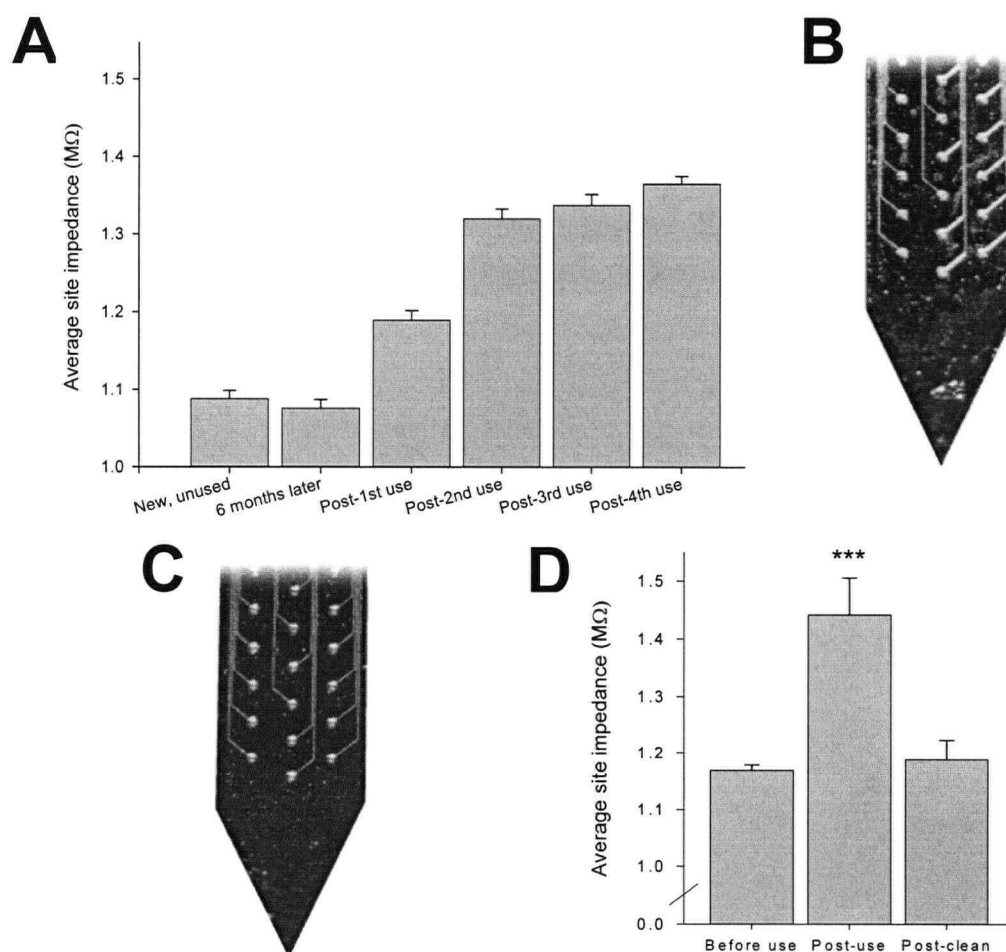 A
B
Average site impedance (MΩ)
1.5
1.4
1.3
1.2
1.1
1.0
New, unused
6 months later
Post-1st use
Post-2nd use
Post-3rd use
Post-4th use
C
D
***
Average site impedance (MΩ)
1.5
1.4
1.3
1.2
1.1
1.0
0.0
Before use
Post-use
Post-clean